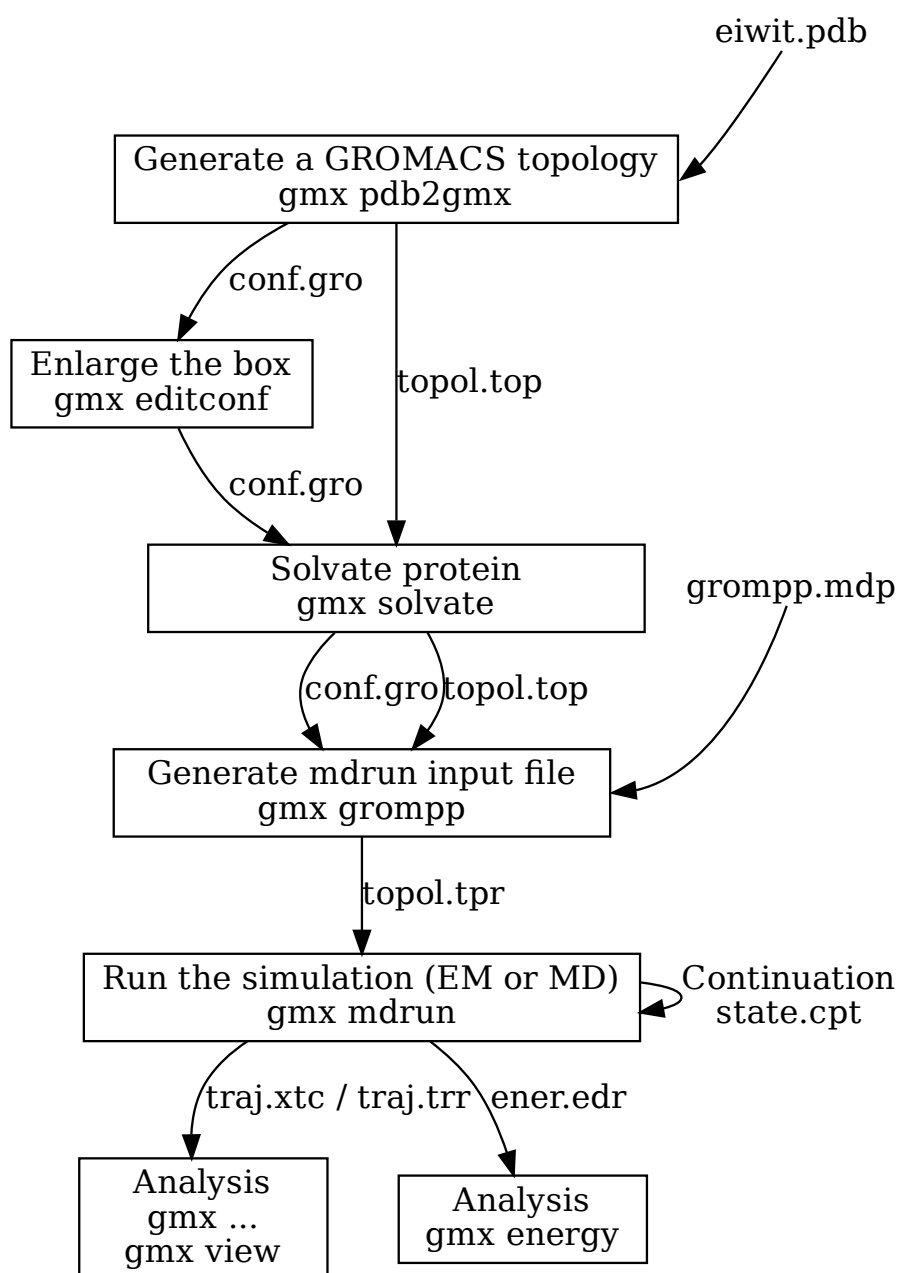 eiwit.pdb
Generate a GROMACS topology
gmx pdb2gmx
conf.gro
Enlarge the box
gmx editconf
topol.top
conf.gro
Solvate protein
gmx solvate
grompp.mdp
conf.gro
topol.top
Generate mdrun input file
gmx grompp
topol.tpr
Run the simulation (EM or MD)
gmx mdrun
Continuation
state.cpt
traj.xtc / traj.trr
ener.edr
Analysis
gmx ...
gmx view
Analysis
gmx energy